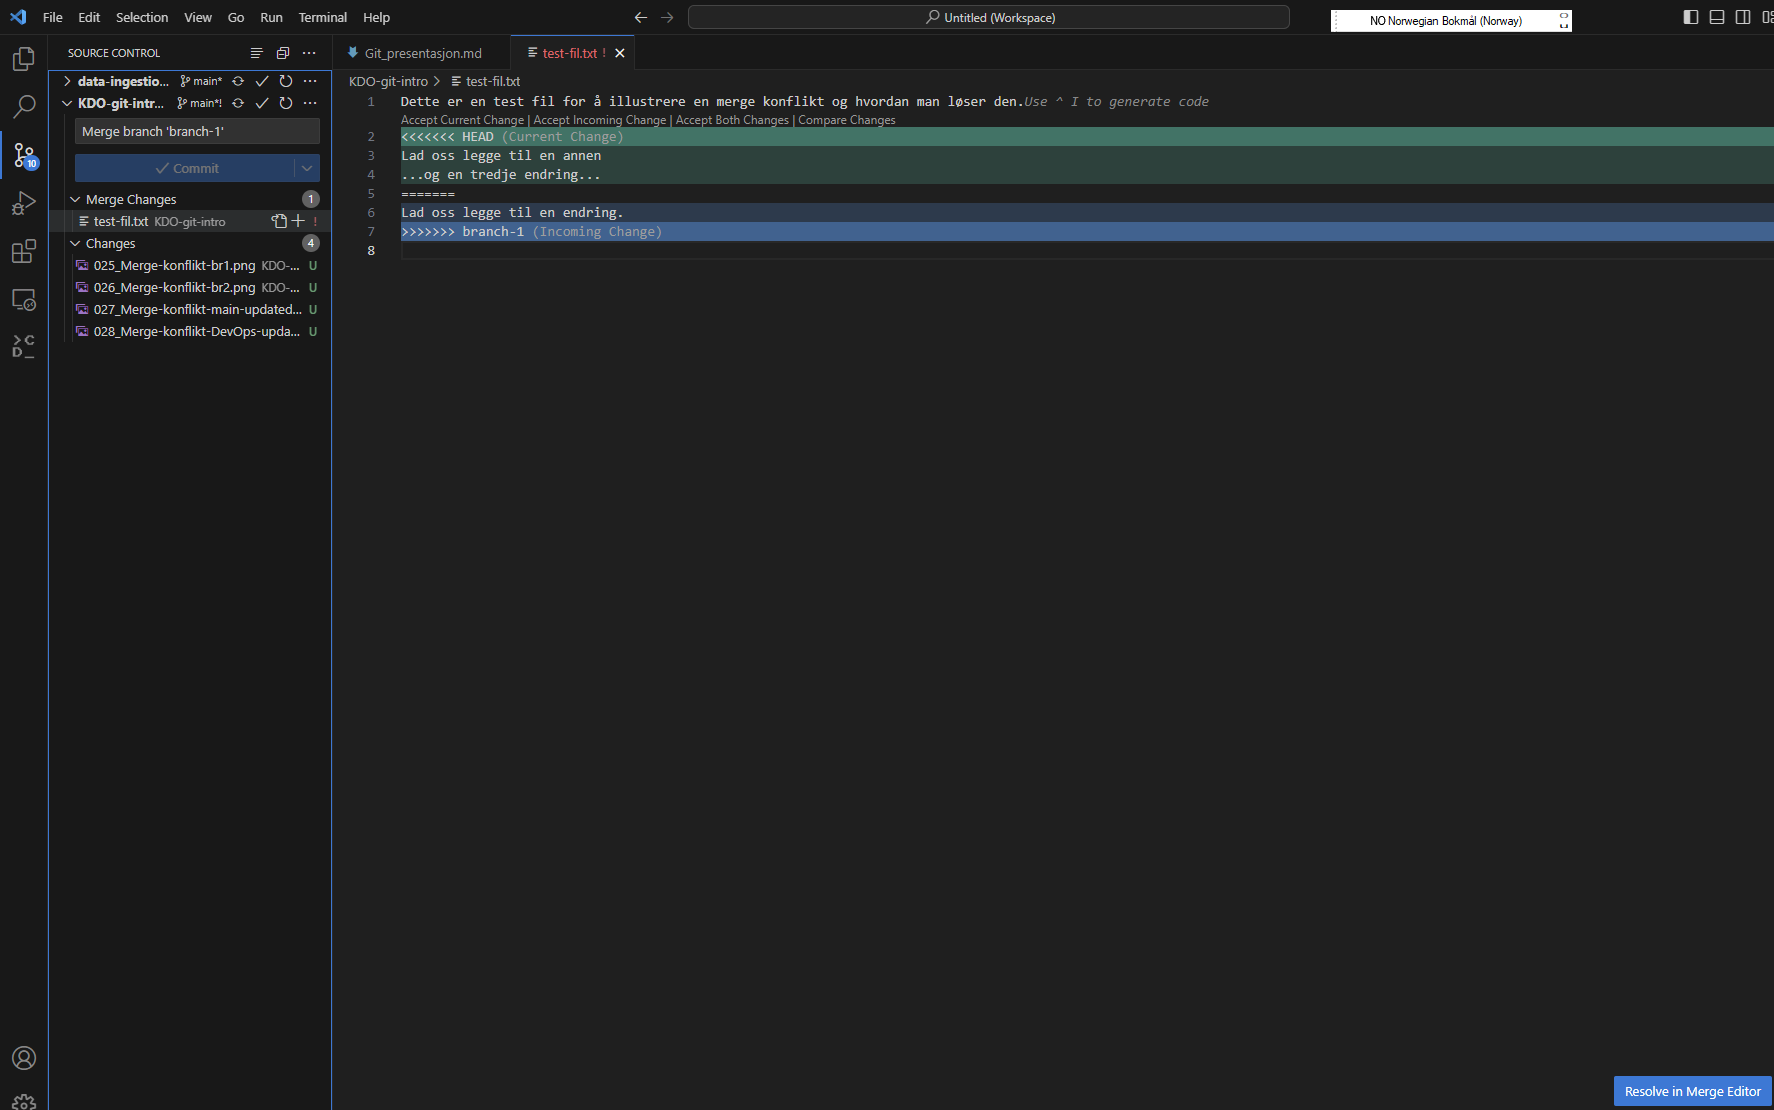 File Edit Selection View Go Run Terminal Help
Untitled (Workspace)
NO Norwegian Bokmål (Norway)
SOURCE CONTROL
data-ingestio... main*
KDO-git-intr... main*!
Merge branch 'branch-1'
Commit
Merge Changes 1
test-fil.txt KDO-git-intro !
Changes 4
025_Merge-konflikt-br1.png KDO-... U
026_Merge-konflikt-br2.png KDO-... U
027_Merge-konflikt-main-updated... U
028_Merge-konflikt-DevOps-upda... U
10
Git_presentasjon.md
test-fil.txt !
KDO-git-intro > test-fil.txt
1 Dette er en test fil for å illustrere en merge konflikt og hvordan man løser den.Use ^ I to generate code
Accept Current Change | Accept Incoming Change | Accept Both Changes | Compare Changes
2 <<<<<<< HEAD (Current Change)
3 Lad oss legge til en annen
4 ...og en tredje endring...
5 =======
6 Lad oss legge til en endring.
7 >>>>>>> branch-1 (Incoming Change)
8
Resolve in Merge Editor